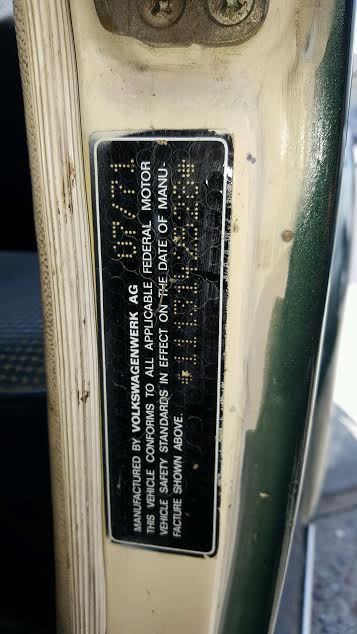 MANUFACTURED BY VOLKSWAGENWERK AG 07/71
THIS VEHICLE CONFORMS TO ALL APPLICABLE FEDERAL MOTOR
VEHICLE SAFETY STANDARDS IN EFFECT ON THE DATE OF MANU-
FACTURE SHOWN ABOVE.